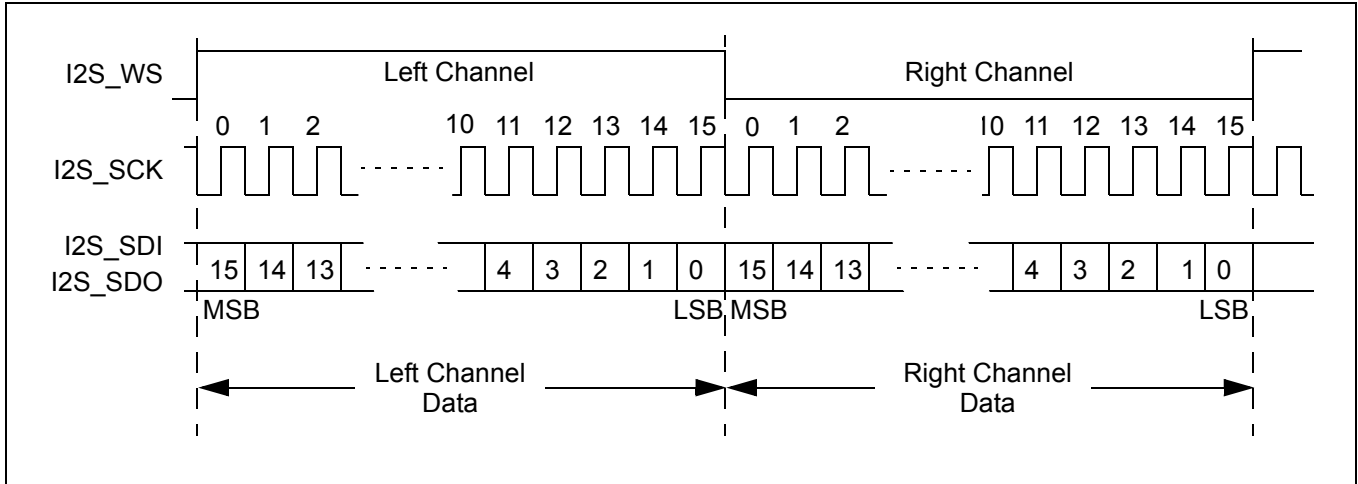 I2S_WS Left Channel Right Channel
0 1 2 10 11 12 13 14 15 0 1 2 10 11 12 13 14 15
I2S_SCK
I2S_SDI
I2S_SDO 15 14 13 4 3 2 1 0 15 14 13 4 3 2 1 0
MSB LSB MSB LSB
Left Channel Right Channel
Data Data